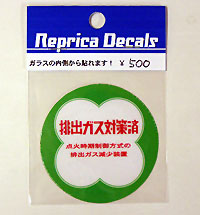 Neprica Decals
ガラスの内側から貼れます! ¥ 500
排出ガス対策済
点火時期制御方式の
排出ガス減少装置